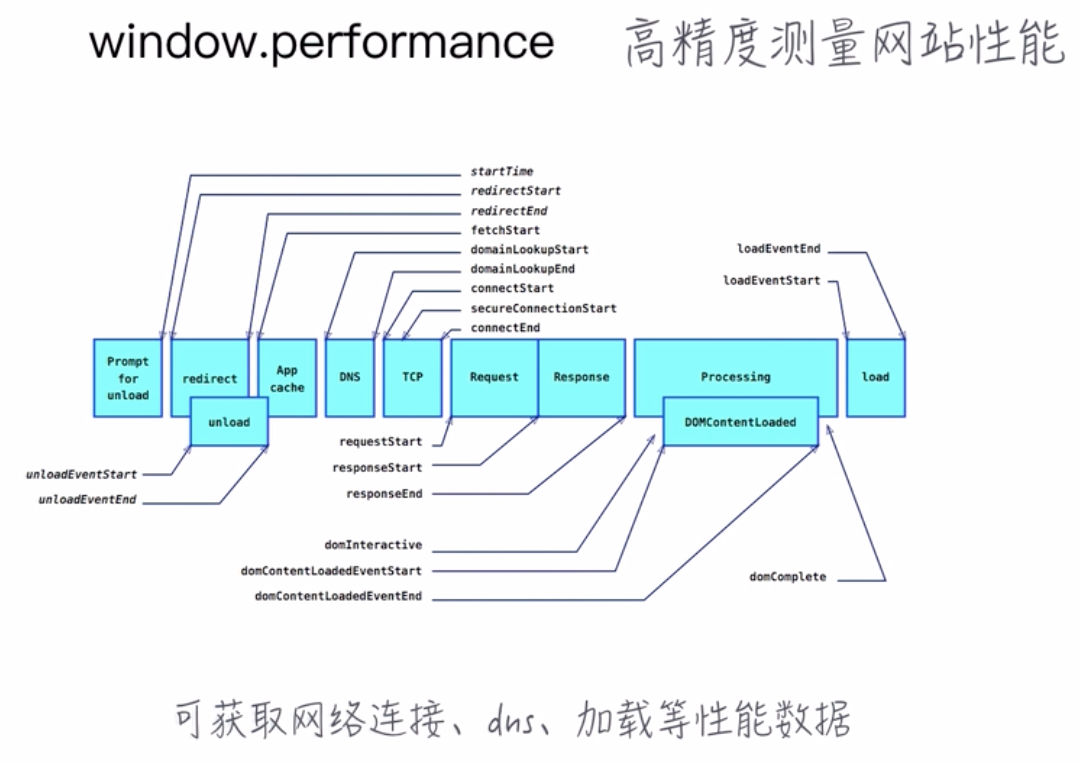 window.performance 高精度测量网站性能
startTime
redirectStart
redirectEnd
fetchStart
domainLookupStart
domainLookupEnd
connectStart
secureConnectionStart
connectEnd
loadEventEnd
loadEventStart
Prompt
for
unload
redirect
App
cache
DNS
TCP
Request
Response
Processing
load
unload
DOMContentLoaded
requestStart
responseStart
responseEnd
unloadEventStart
unloadEventEnd
domInteractive
domContentLoadedEventStart
domContentLoadedEventEnd
domComplete
可获取网络连接、dns、加载等性能数据